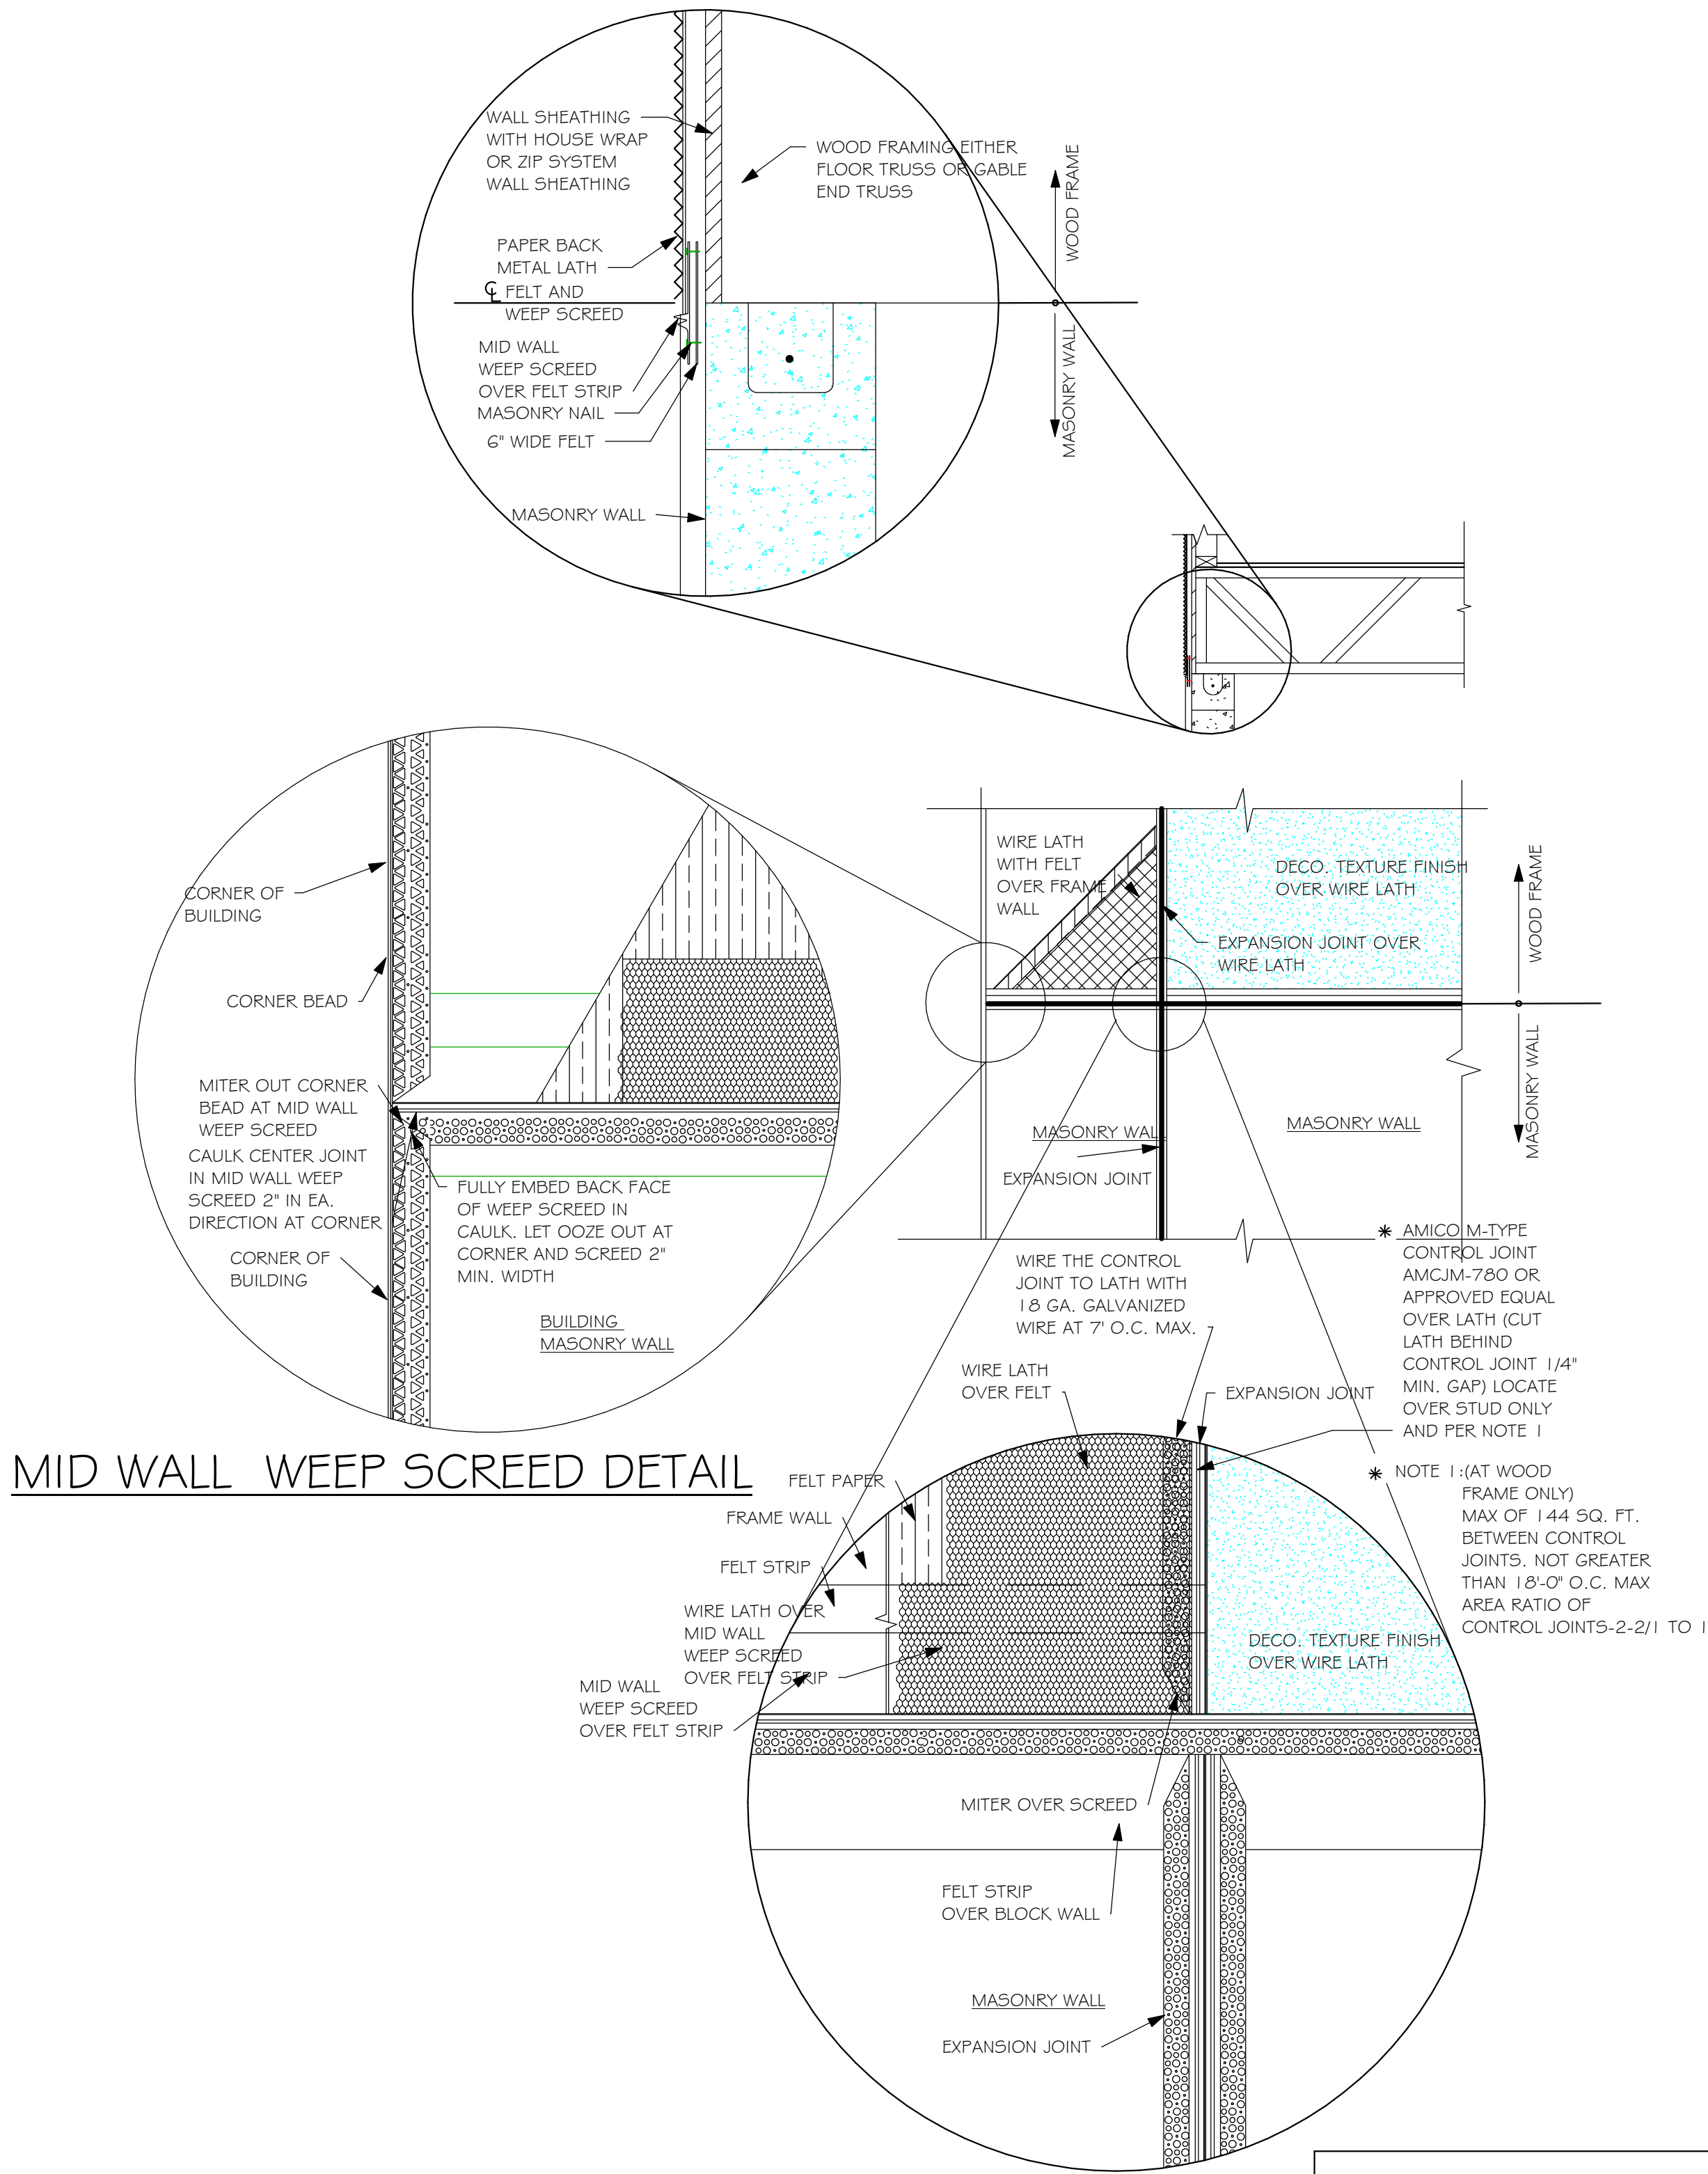 WALL SHEATHING
WITH HOUSE WRAP
OR ZIP SYSTEM
WALL SHEATHING
WOOD FRAMING EITHER
FLOOR TRUSS OR GABLE
END TRUSS
WOOD FRAME
MASONRY WALL
PAPER BACK
METAL LATH
℄ FELT AND
WEEP SCREED
MID WALL
WEEP SCREED
OVER FELT STRIP
MASONRY NAIL
6" WIDE FELT
MASONRY WALL
CORNER OF
BUILDING
CORNER BEAD
MITER OUT CORNER
BEAD AT MID WALL
WEEP SCREED
CAULK CENTER JOINT
IN MID WALL WEEP
SCREED 2" IN EA.
DIRECTION AT CORNER
CORNER OF
BUILDING
FULLY EMBED BACK FACE
OF WEEP SCREED IN
CAULK. LET OOZE OUT AT
CORNER AND SCREED 2"
MIN. WIDTH
BUILDING
MASONRY WALL
WIRE LATH
WITH FELT
OVER FRAME
WALL
DECO. TEXTURE FINISH
OVER WIRE LATH
EXPANSION JOINT OVER
WIRE LATH
WOOD FRAME
MASONRY WALL
MASONRY WALL
MASONRY WALL
EXPANSION JOINT
WIRE THE CONTROL
JOINT TO LATH WITH
18 GA. GALVANIZED
WIRE AT 7' O.C. MAX.
* AMICO M-TYPE
CONTROL JOINT
AMCJM-780 OR
APPROVED EQUAL
OVER LATH (CUT
LATH BEHIND
CONTROL JOINT 1/4"
MIN. GAP) LOCATE
OVER STUD ONLY
AND PER NOTE 1
WIRE LATH
OVER FELT
EXPANSION JOINT
* NOTE 1:(AT WOOD
FRAME ONLY)
MAX OF 144 SQ. FT.
BETWEEN CONTROL
JOINTS. NOT GREATER
THAN 18'-0" O.C. MAX
AREA RATIO OF
CONTROL JOINTS-2-2/1 TO 1
MID WALL WEEP SCREED DETAIL
FELT PAPER
FRAME WALL
FELT STRIP
WIRE LATH OVER
MID WALL
WEEP SCREED
OVER FELT STRIP
MID WALL
WEEP SCREED
OVER FELT STRIP
DECO. TEXTURE FINISH
OVER WIRE LATH
MITER OVER SCREED
FELT STRIP
OVER BLOCK WALL
MASONRY WALL
EXPANSION JOINT